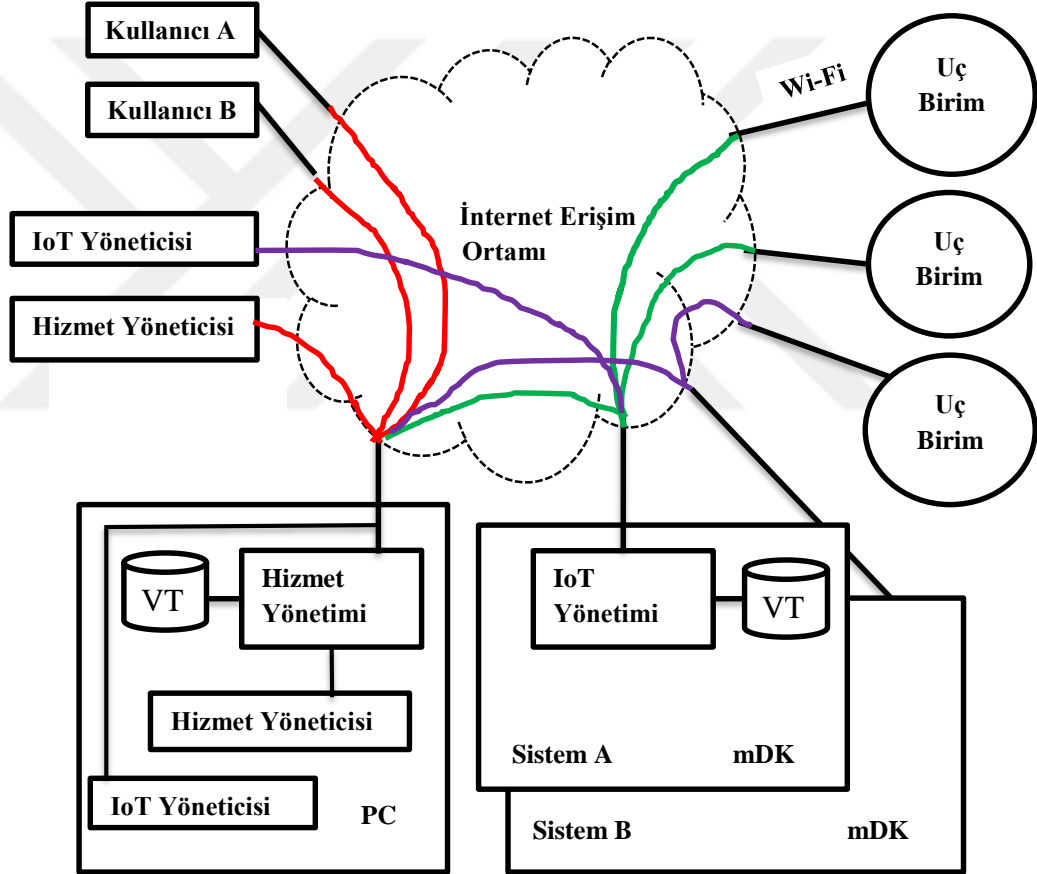 Kullanıcı A
Kullanıcı B
IoT Yöneticisi
Hizmet Yöneticisi
İnternet Erişim
Ortamı
Wi-Fi
Uç
Birim
Uç
Birim
Uç
Birim
VT
Hizmet
Yönetimi
Hizmet Yöneticisi
IoT Yöneticisi
PC
IoT
Yönetimi
VT
Sistem A
mDK
Sistem B
mDK